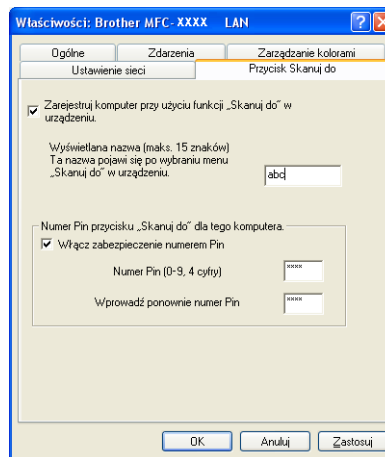 Właściwości: Brother MFC-XXXX LAN
Ogólne Zdarzenia Zarządzanie kolorami
Ustawienie sieci Przycisk Skanuj do
Zarejestruj komputer przy użyciu funkcji „Skanuj do” w
urządzeniu.
Wyświetlana nazwa (maks. 15 znaków)
Ta nazwa pojawi się po wybraniu menu
„Skanuj do” w urządzeniu.
abc
Numer Pin przycisku „Skanuj do” dla tego komputera.
Włącz zabezpieczenie numerem Pin
Numer Pin (0-9, 4 cyfry) ****
Wprowadź ponownie numer Pin ****
OK Anuluj Zastosuj